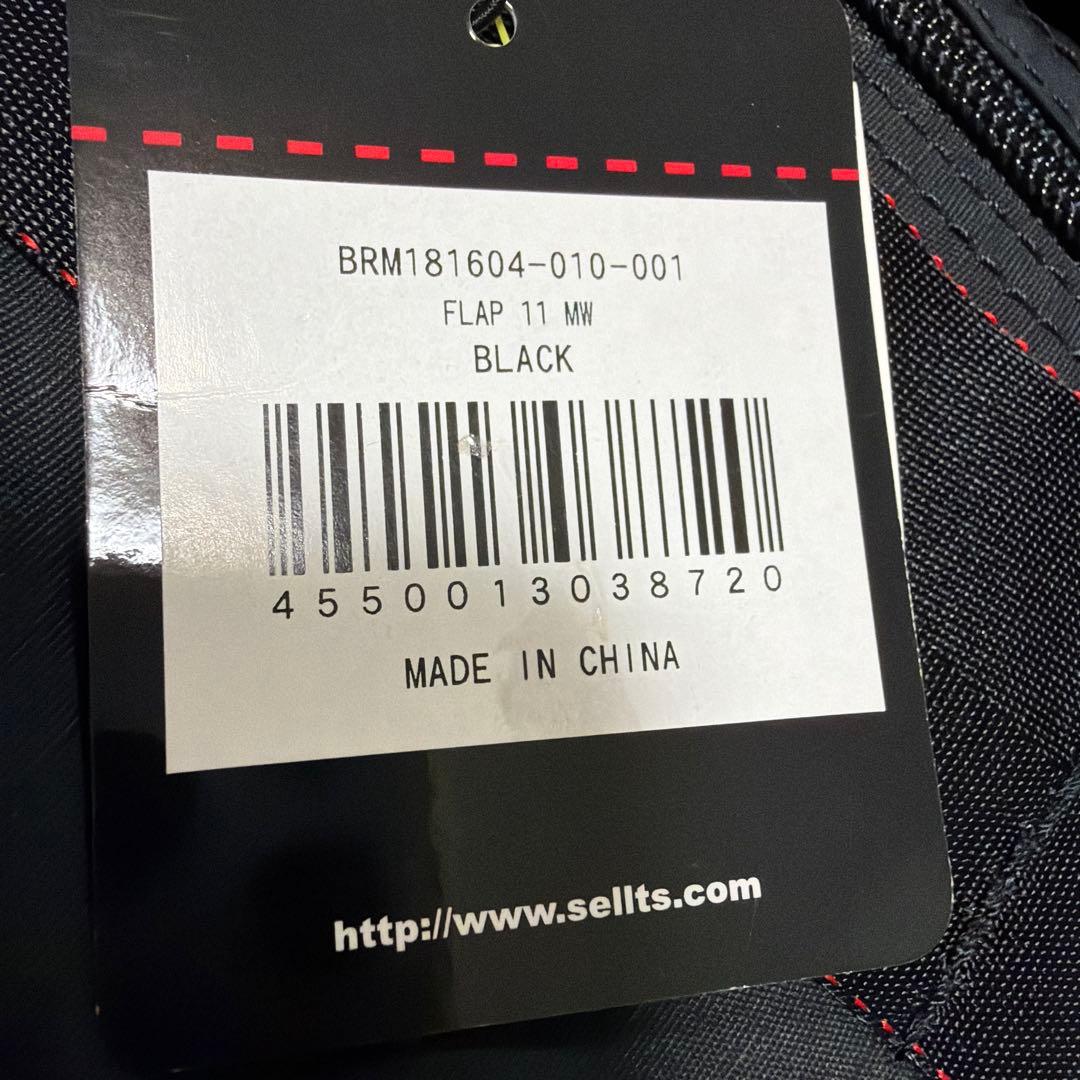 BRM181604-010-001
FLAP 11 MW
BLACK
4550013038720
MADE IN CHINA
http://www.sellts.com